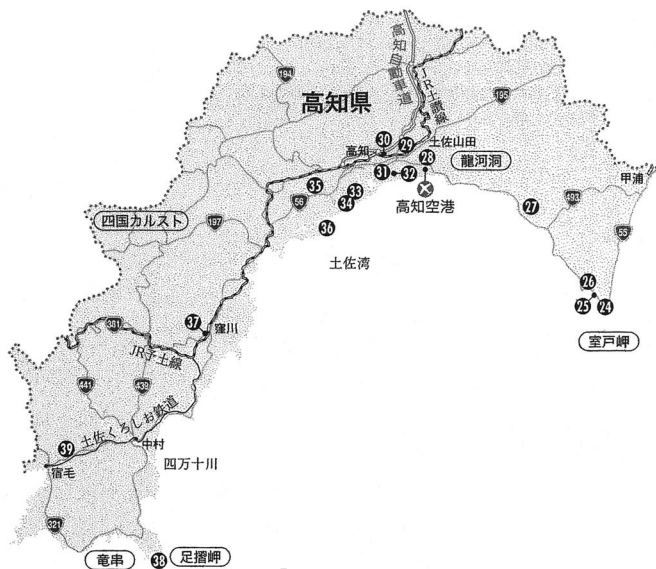 高知県
高知自動車道
JR土讃線
194
195
30
29
高知
土佐山田
28
龍河洞
31
32
高知空港
甲浦
35
33
34
56
27
493
55
四国カルスト
197
36
土佐湾
26
25
24
室戸岬
37
窪川
381
JR予土線
441
439
土佐くろしお鉄道
39
中村
宿毛
四万十川
321
竜串
38
足摺岬